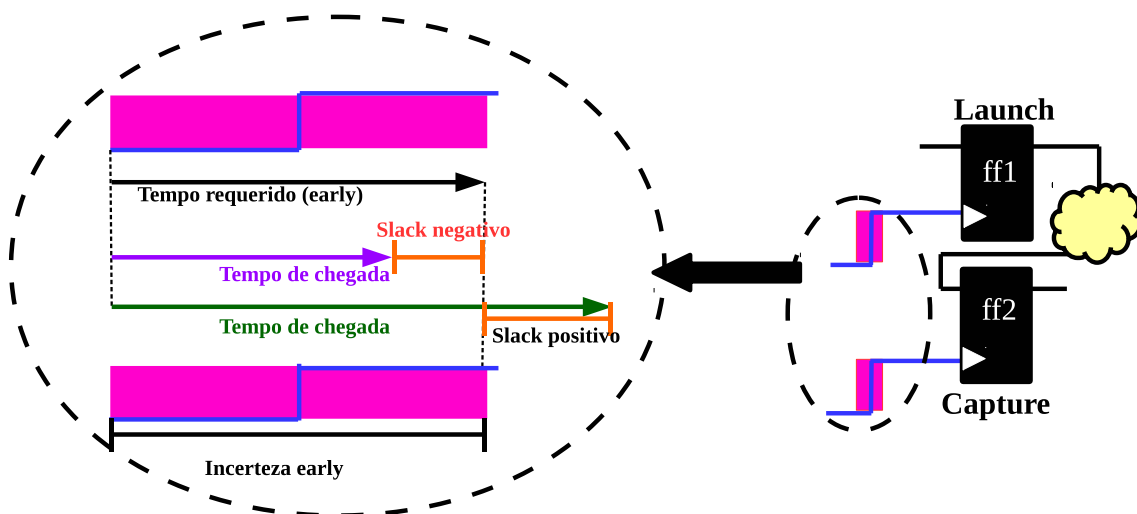 Launch
ff1
Tempo requerido (early)
Slack negativo
Tempo de chegada
Tempo de chegada
Slack positivo
ff2
Capture
Incerteza early